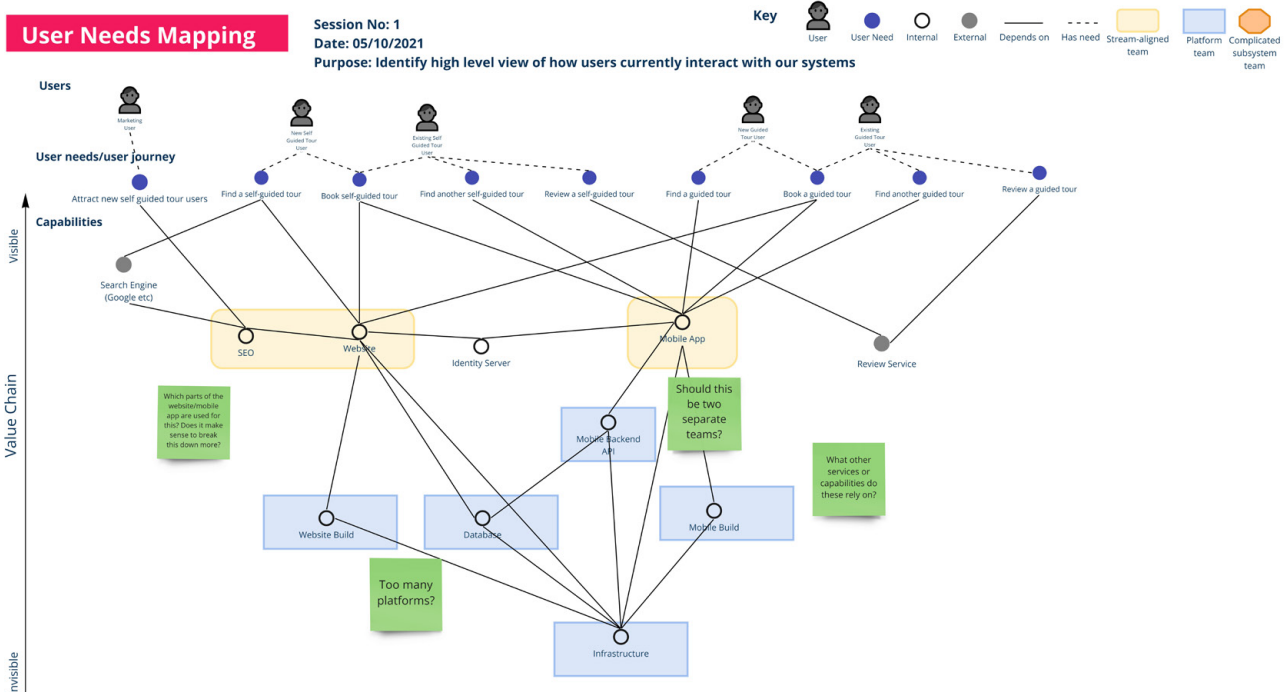 User Needs Mapping
Session No: 1
Date: 05/10/2021
Purpose: Identify high level view of how users currently interact with our systems
Key
User
User Need
Internal
External
Depends on
Has need
Stream-aligned
team
Platform
team
Complicated
subsystem
team
Users
Marketing
User
New Self
Guided Tour
User
Existing Self
Guided Tour
User
New Guided
Tour User
Existing
Guided Tour
User
User needs/user journey
Attract new self guided tour users
Find a self-guided tour
Book self-guided tour
Find another self-guided tour
Review a self-guided tour
Find a guided tour
Book a guided tour
Find another guided tour
Review a guided tour
Capabilities
Visible
Value Chain
nvisible
Search Engine
(Google etc)
SEO
Website
Identity Server
Mobile App
Review Service
Which parts of the
website/mobile
app are used for
this? Does it make
sense to break
this down more?
Mobile Backend
API
Should this
be two
separate
teams?
What other
services or
capabilities do
these rely on?
Website Build
Database
Mobile Build
Too many
platforms?
Infrastructure